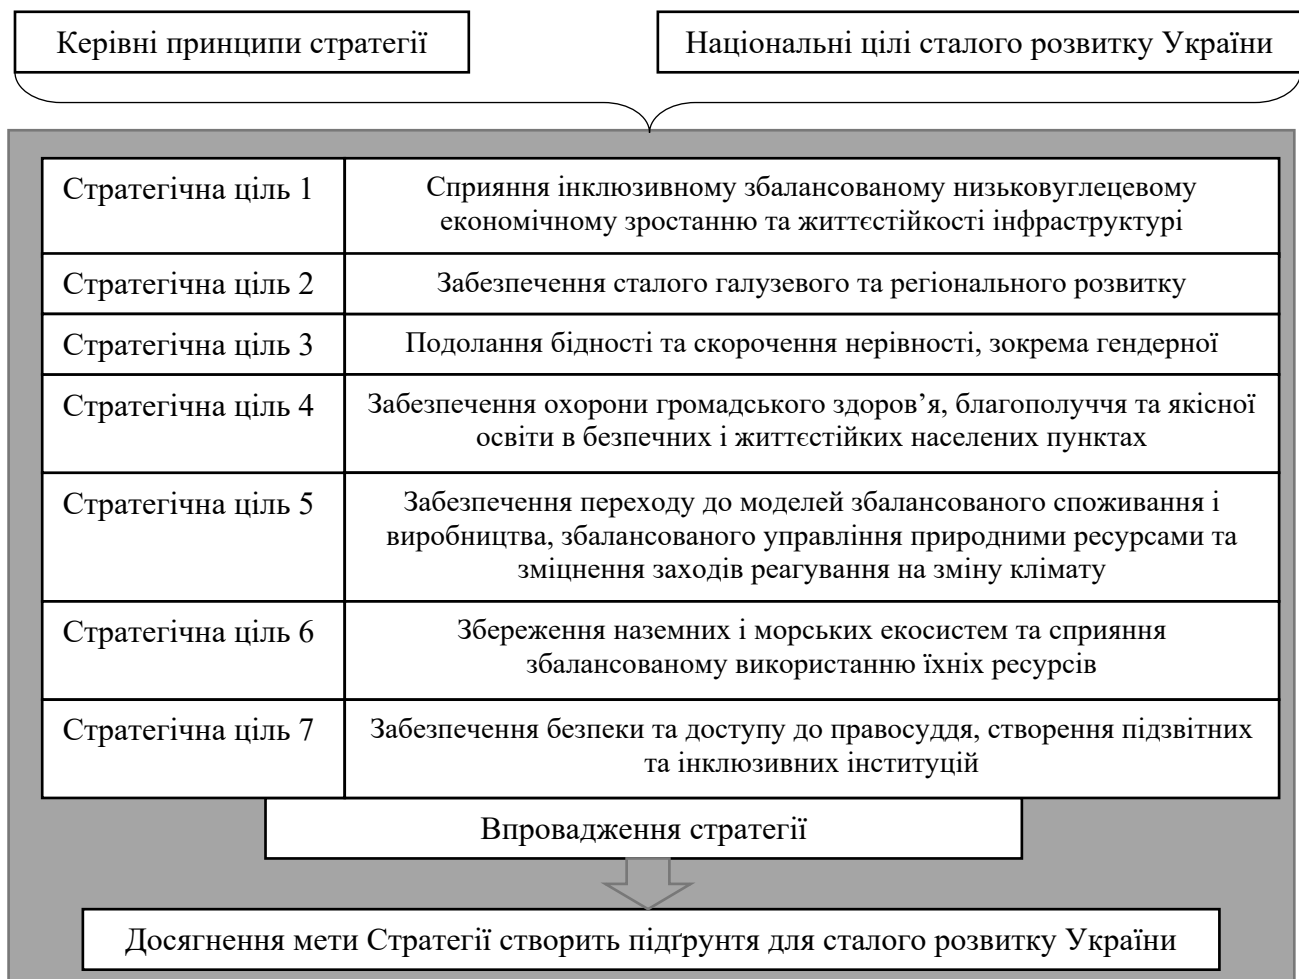 Керівні принципи стратегії
Національні цілі сталого розвитку України
Стратегічна ціль 1
Сприяння інклюзивному збалансованому низьковуглецевому
економічному зростанню та життєстійкості інфраструктурі
Стратегічна ціль 2
Забезпечення сталого галузевого та регіонального розвитку
Стратегічна ціль 3
Подолання бідності та скорочення нерівності, зокрема гендерної
Стратегічна ціль 4
Забезпечення охорони громадського здоров’я, благополуччя та якісної
освіти в безпечних і життєстійких населених пунктах
Стратегічна ціль 5
Забезпечення переходу до моделей збалансованого споживання і
виробництва, збалансованого управління природними ресурсами та
зміцнення заходів реагування на зміну клімату
Стратегічна ціль 6
Збереження наземних і морських екосистем та сприяння
збалансованому використанню їхніх ресурсів
Стратегічна ціль 7
Забезпечення безпеки та доступу до правосуддя, створення підзвітних
та інклюзивних інституцій
Впровадження стратегії
Досягнення мети Стратегії створить підґрунтя для сталого розвитку України